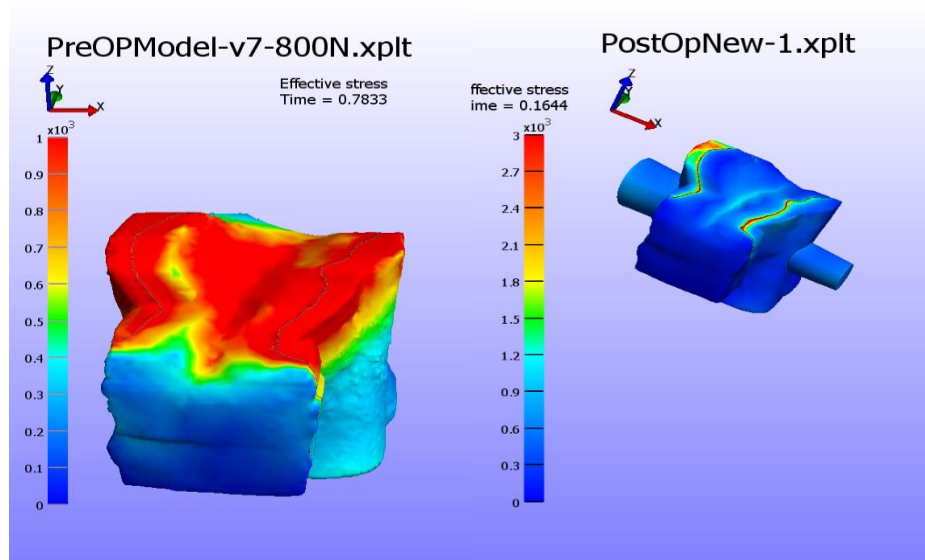 PreOPModel-v7-800N.xplt
Effective stress
Time = 0.7833
Z
Y
X
x10³
1
0.9
0.8
0.7
0.6
0.5
0.4
0.3
0.2
0.1
0
PostOpNew-1.xplt
ffective stress
ime = 0.1644
Z
Y
X
x10³
3
2.7
2.4
2.1
1.8
1.5
1.2
0.9
0.6
0.3
0